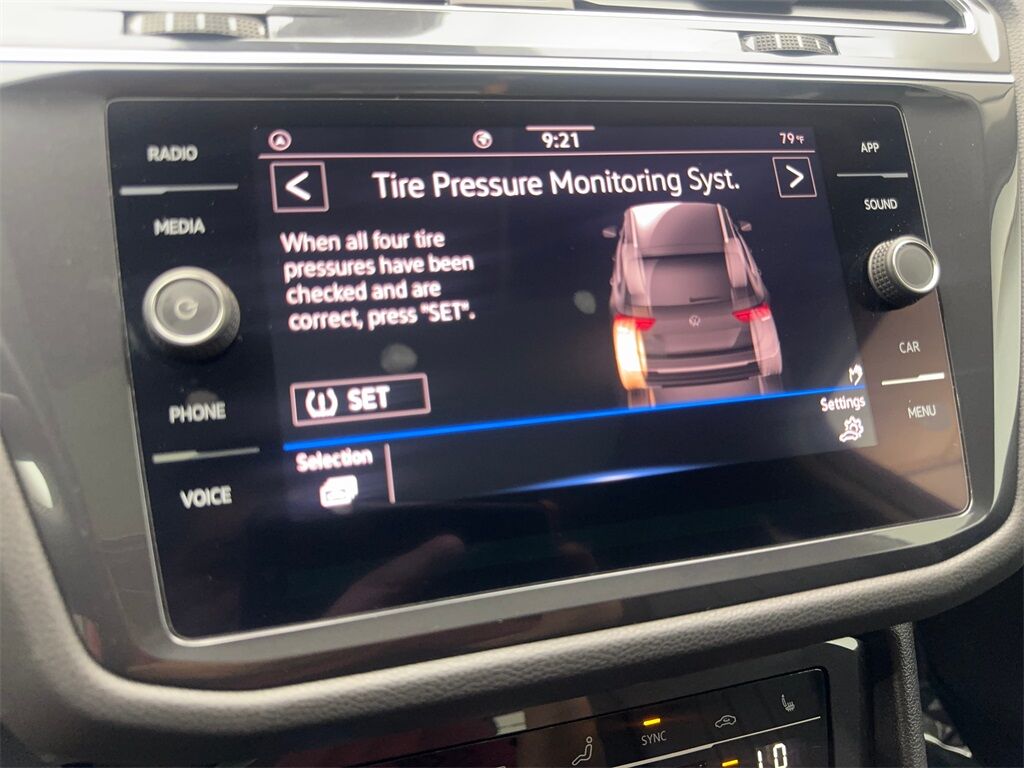 RADIO
MEDIA
PHONE
VOICE
9:21
79°F
Tire Pressure Monitoring Syst.
When all four tire
pressures have been
checked and are
correct, press "SET".
SET
Selection
Settings
APP
SOUND
CAR
MENU
SYNC